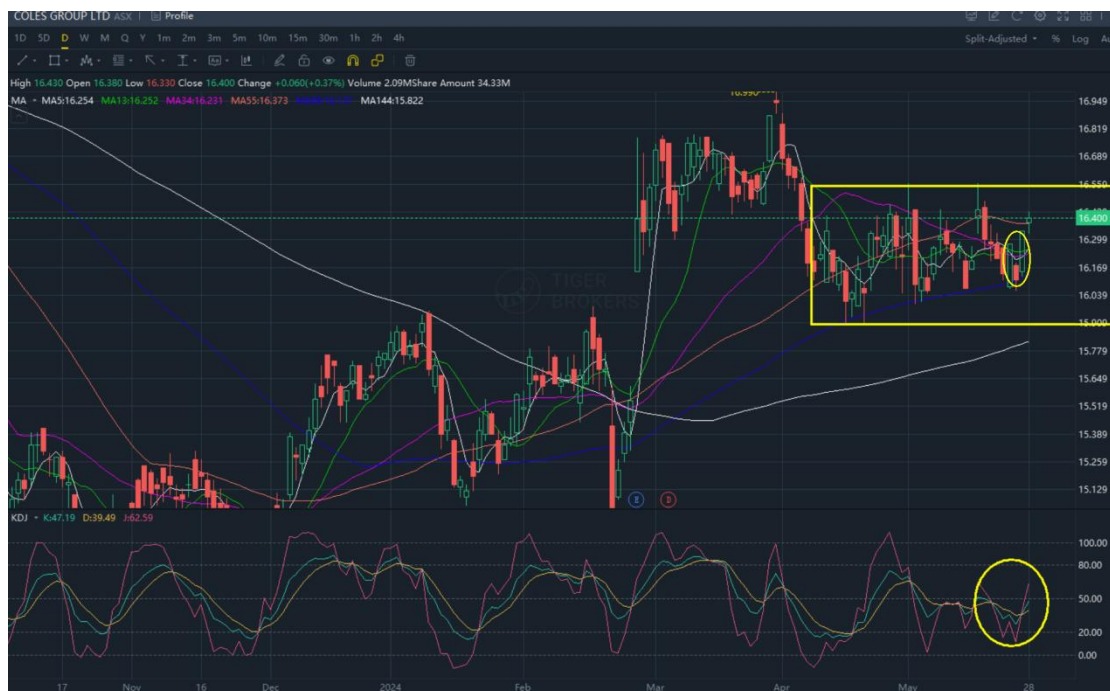 COLES GROUP LTD ASX Profile
1D 5D D W M Q Y 1m 2m 3m 5m 10m 15m 30m 1h 2h 4h Split-Adjusted % Log
High 16.430 Open 16.380 Low 16.330 Close 16.400 Change +0.060(+0.37%) Volume 2.09MShare Amount 34.33M
MA MA5:16.254 MA13:16.252 MA34:16.231 MA55:16.373 MA144:15.822
16.990
16.949
16.819
16.689
16.559
16.400
16.299
16.169
TIGER
BROKERS
16.039
15.909
15.779
15.649
15.519
15.389
15.259
15.129
E D
KDJ K:47.19 D:39.49 J:62.59
100.00
80.00
50.00
20.00
0.00
17 Nov 16 Dec 2024 Feb Mar Apr May 28